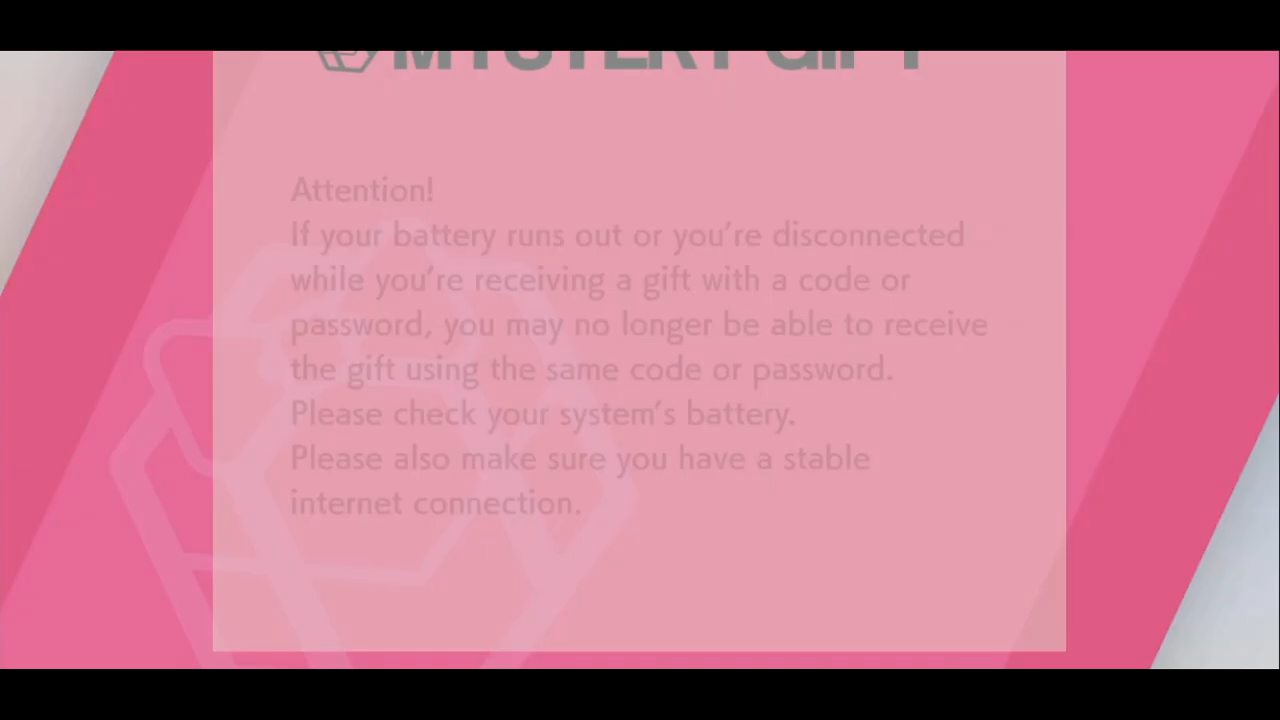 MYSTERY GIFT
Attention!
If your battery runs out or you’re disconnected
while you’re receiving a gift with a code or
password, you may no longer be able to receive
the gift using the same code or password.
Please check your system’s battery.
Please also make sure you have a stable
internet connection.